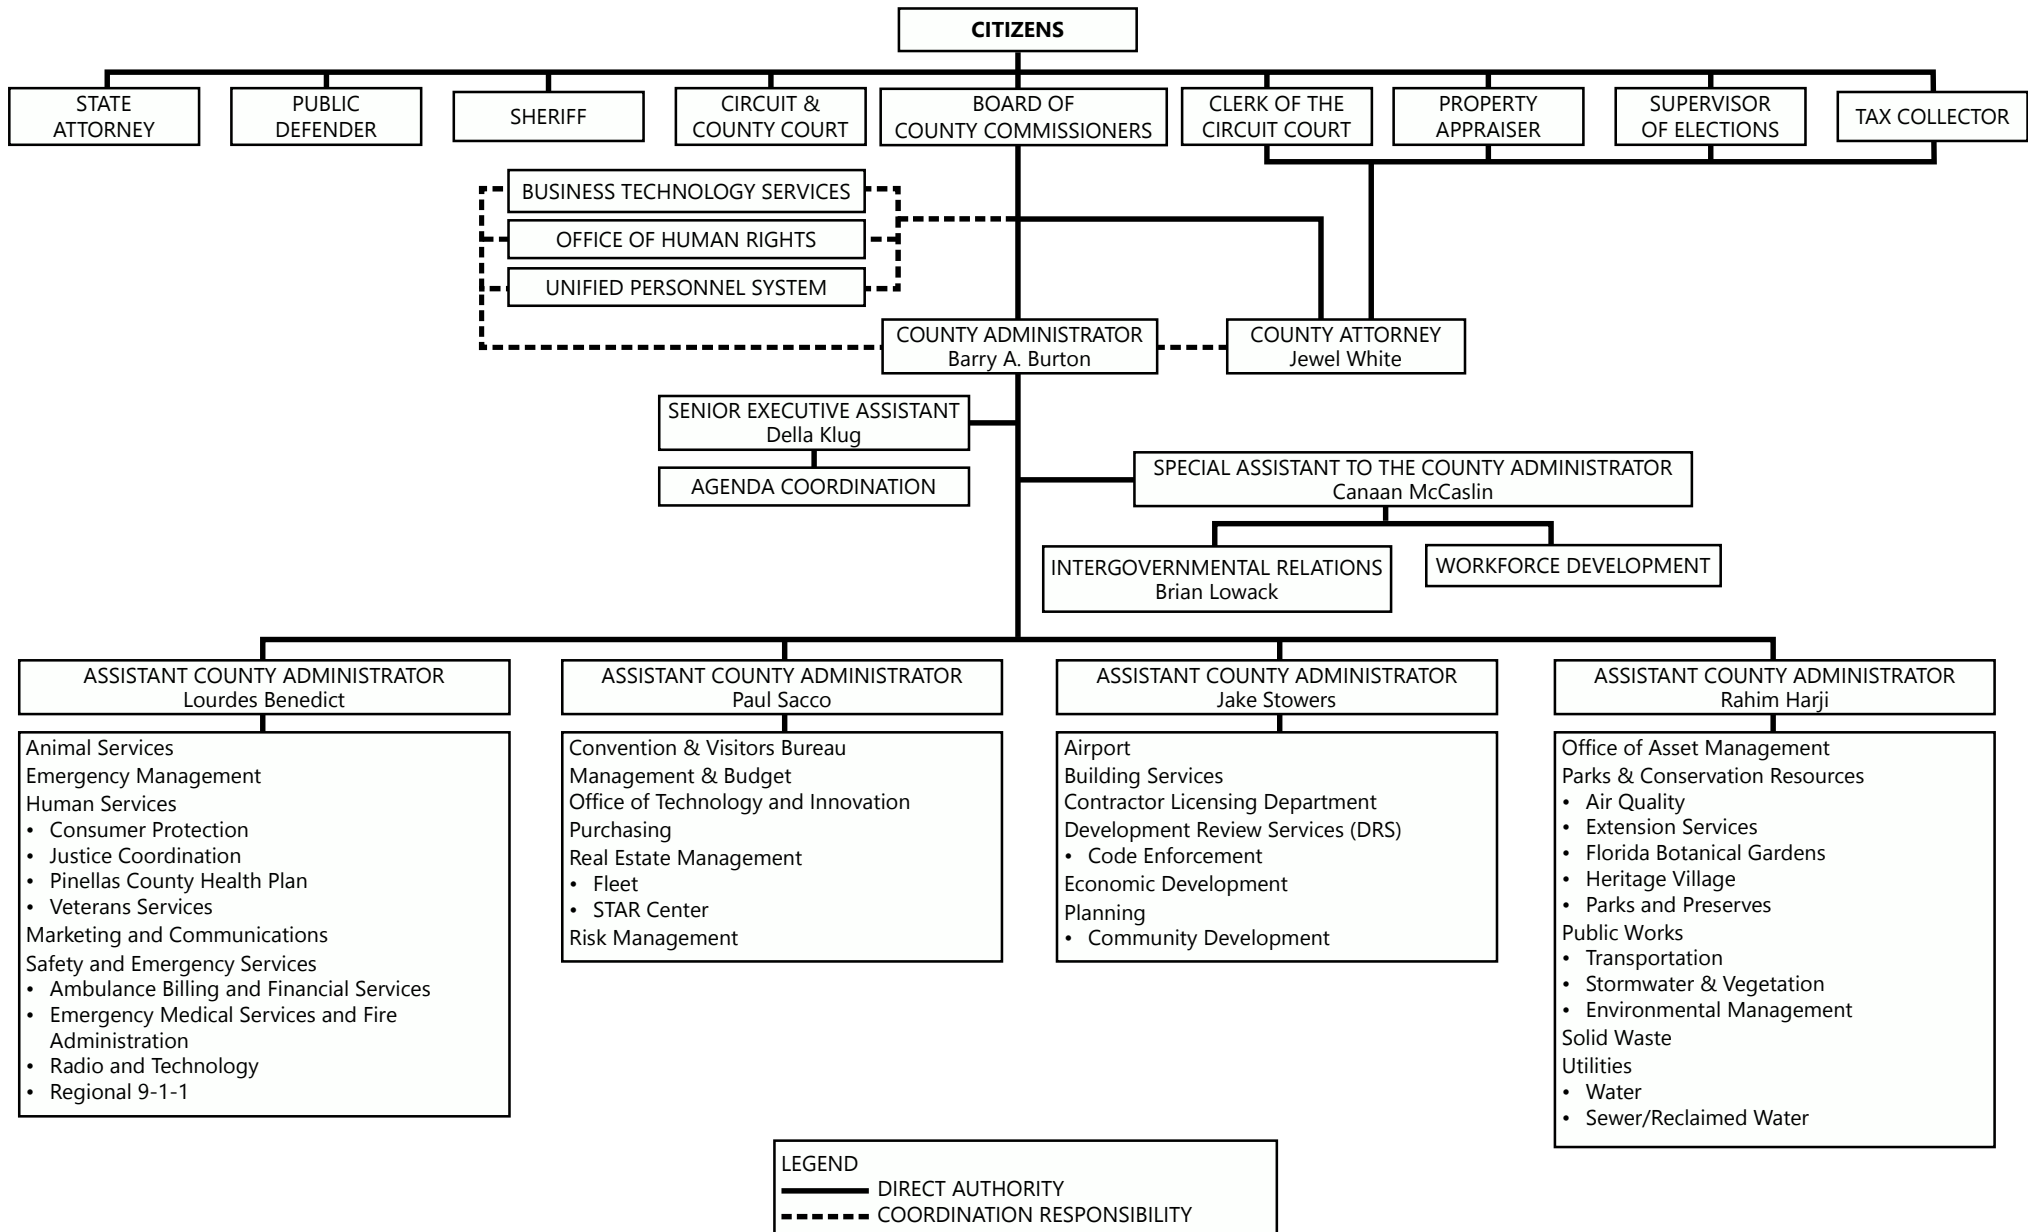 CITIZENS
STATE
ATTORNEY
PUBLIC
DEFENDER
SHERIFF
CIRCUIT &
COUNTY COURT
BOARD OF
COUNTY COMMISSIONERS
CLERK OF THE
CIRCUIT COURT
PROPERTY
APPRAISER
SUPERVISOR
OF ELECTIONS
TAX COLLECTOR
BUSINESS TECHNOLOGY SERVICES
OFFICE OF HUMAN RIGHTS
UNIFIED PERSONNEL SYSTEM
COUNTY ADMINISTRATOR
Barry A. Burton
COUNTY ATTORNEY
Jewel White
SENIOR EXECUTIVE ASSISTANT
Della Klug
AGENDA COORDINATION
SPECIAL ASSISTANT TO THE COUNTY ADMINISTRATOR
Canaan McCaslin
INTERGOVERNMENTAL RELATIONS
Brian Lowack
WORKFORCE DEVELOPMENT
ASSISTANT COUNTY ADMINISTRATOR
Lourdes Benedict
Animal Services
Emergency Management
Human Services
• Consumer Protection
• Justice Coordination
• Pinellas County Health Plan
• Veterans Services
Marketing and Communications
Safety and Emergency Services
• Ambulance Billing and Financial Services
• Emergency Medical Services and Fire
Administration
• Radio and Technology
• Regional 9-1-1
ASSISTANT COUNTY ADMINISTRATOR
Paul Sacco
Convention & Visitors Bureau
Management & Budget
Office of Technology and Innovation
Purchasing
Real Estate Management
• Fleet
• STAR Center
Risk Management
ASSISTANT COUNTY ADMINISTRATOR
Jake Stowers
Airport
Building Services
Contractor Licensing Department
Development Review Services (DRS)
• Code Enforcement
Economic Development
Planning
• Community Development
ASSISTANT COUNTY ADMINISTRATOR
Rahim Harji
Office of Asset Management
Parks & Conservation Resources
• Air Quality
• Extension Services
• Florida Botanical Gardens
• Heritage Village
• Parks and Preserves
Public Works
• Transportation
• Stormwater & Vegetation
• Environmental Management
Solid Waste
Utilities
• Water
• Sewer/Reclaimed Water
LEGEND
DIRECT AUTHORITY
COORDINATION RESPONSIBILITY